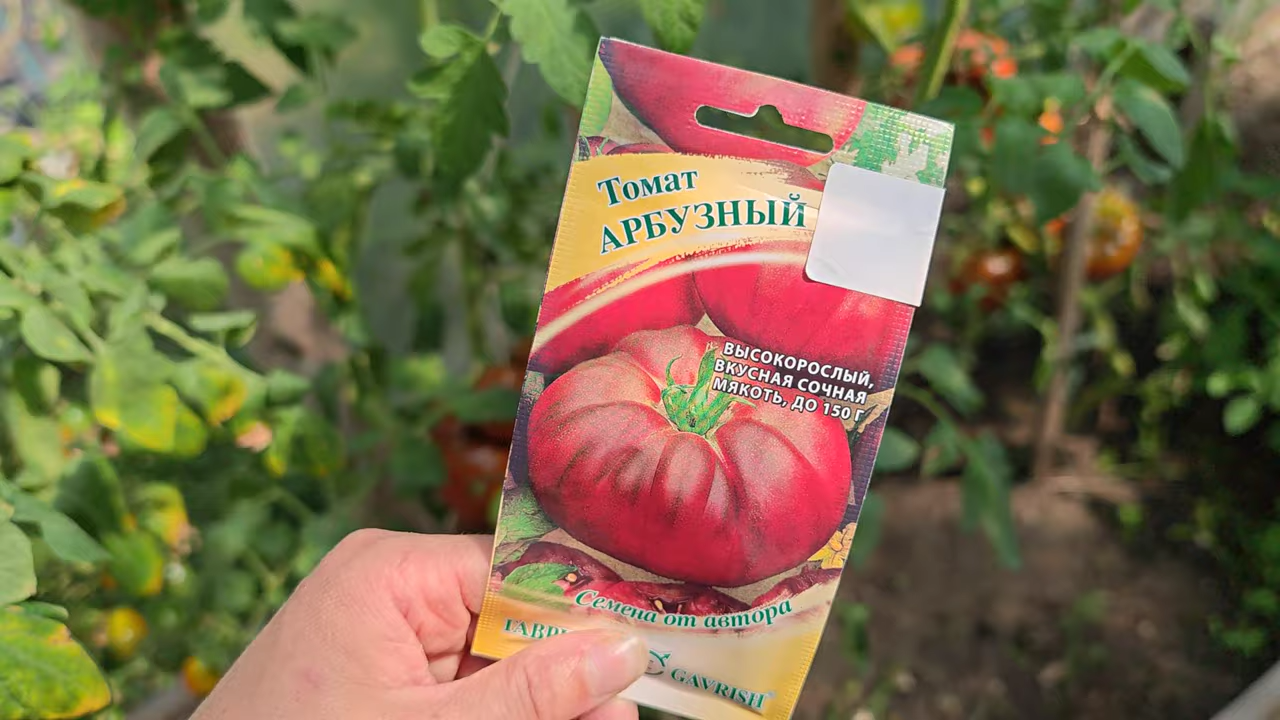 Томат
АРБУЗНЫЙ
ВЫСОКОРОСЛЫЙ,
ВКУСНАЯ СОЧНАЯ
МЯКОТЬ, ДО 150 Г
Семена от автора
GAVRISH®